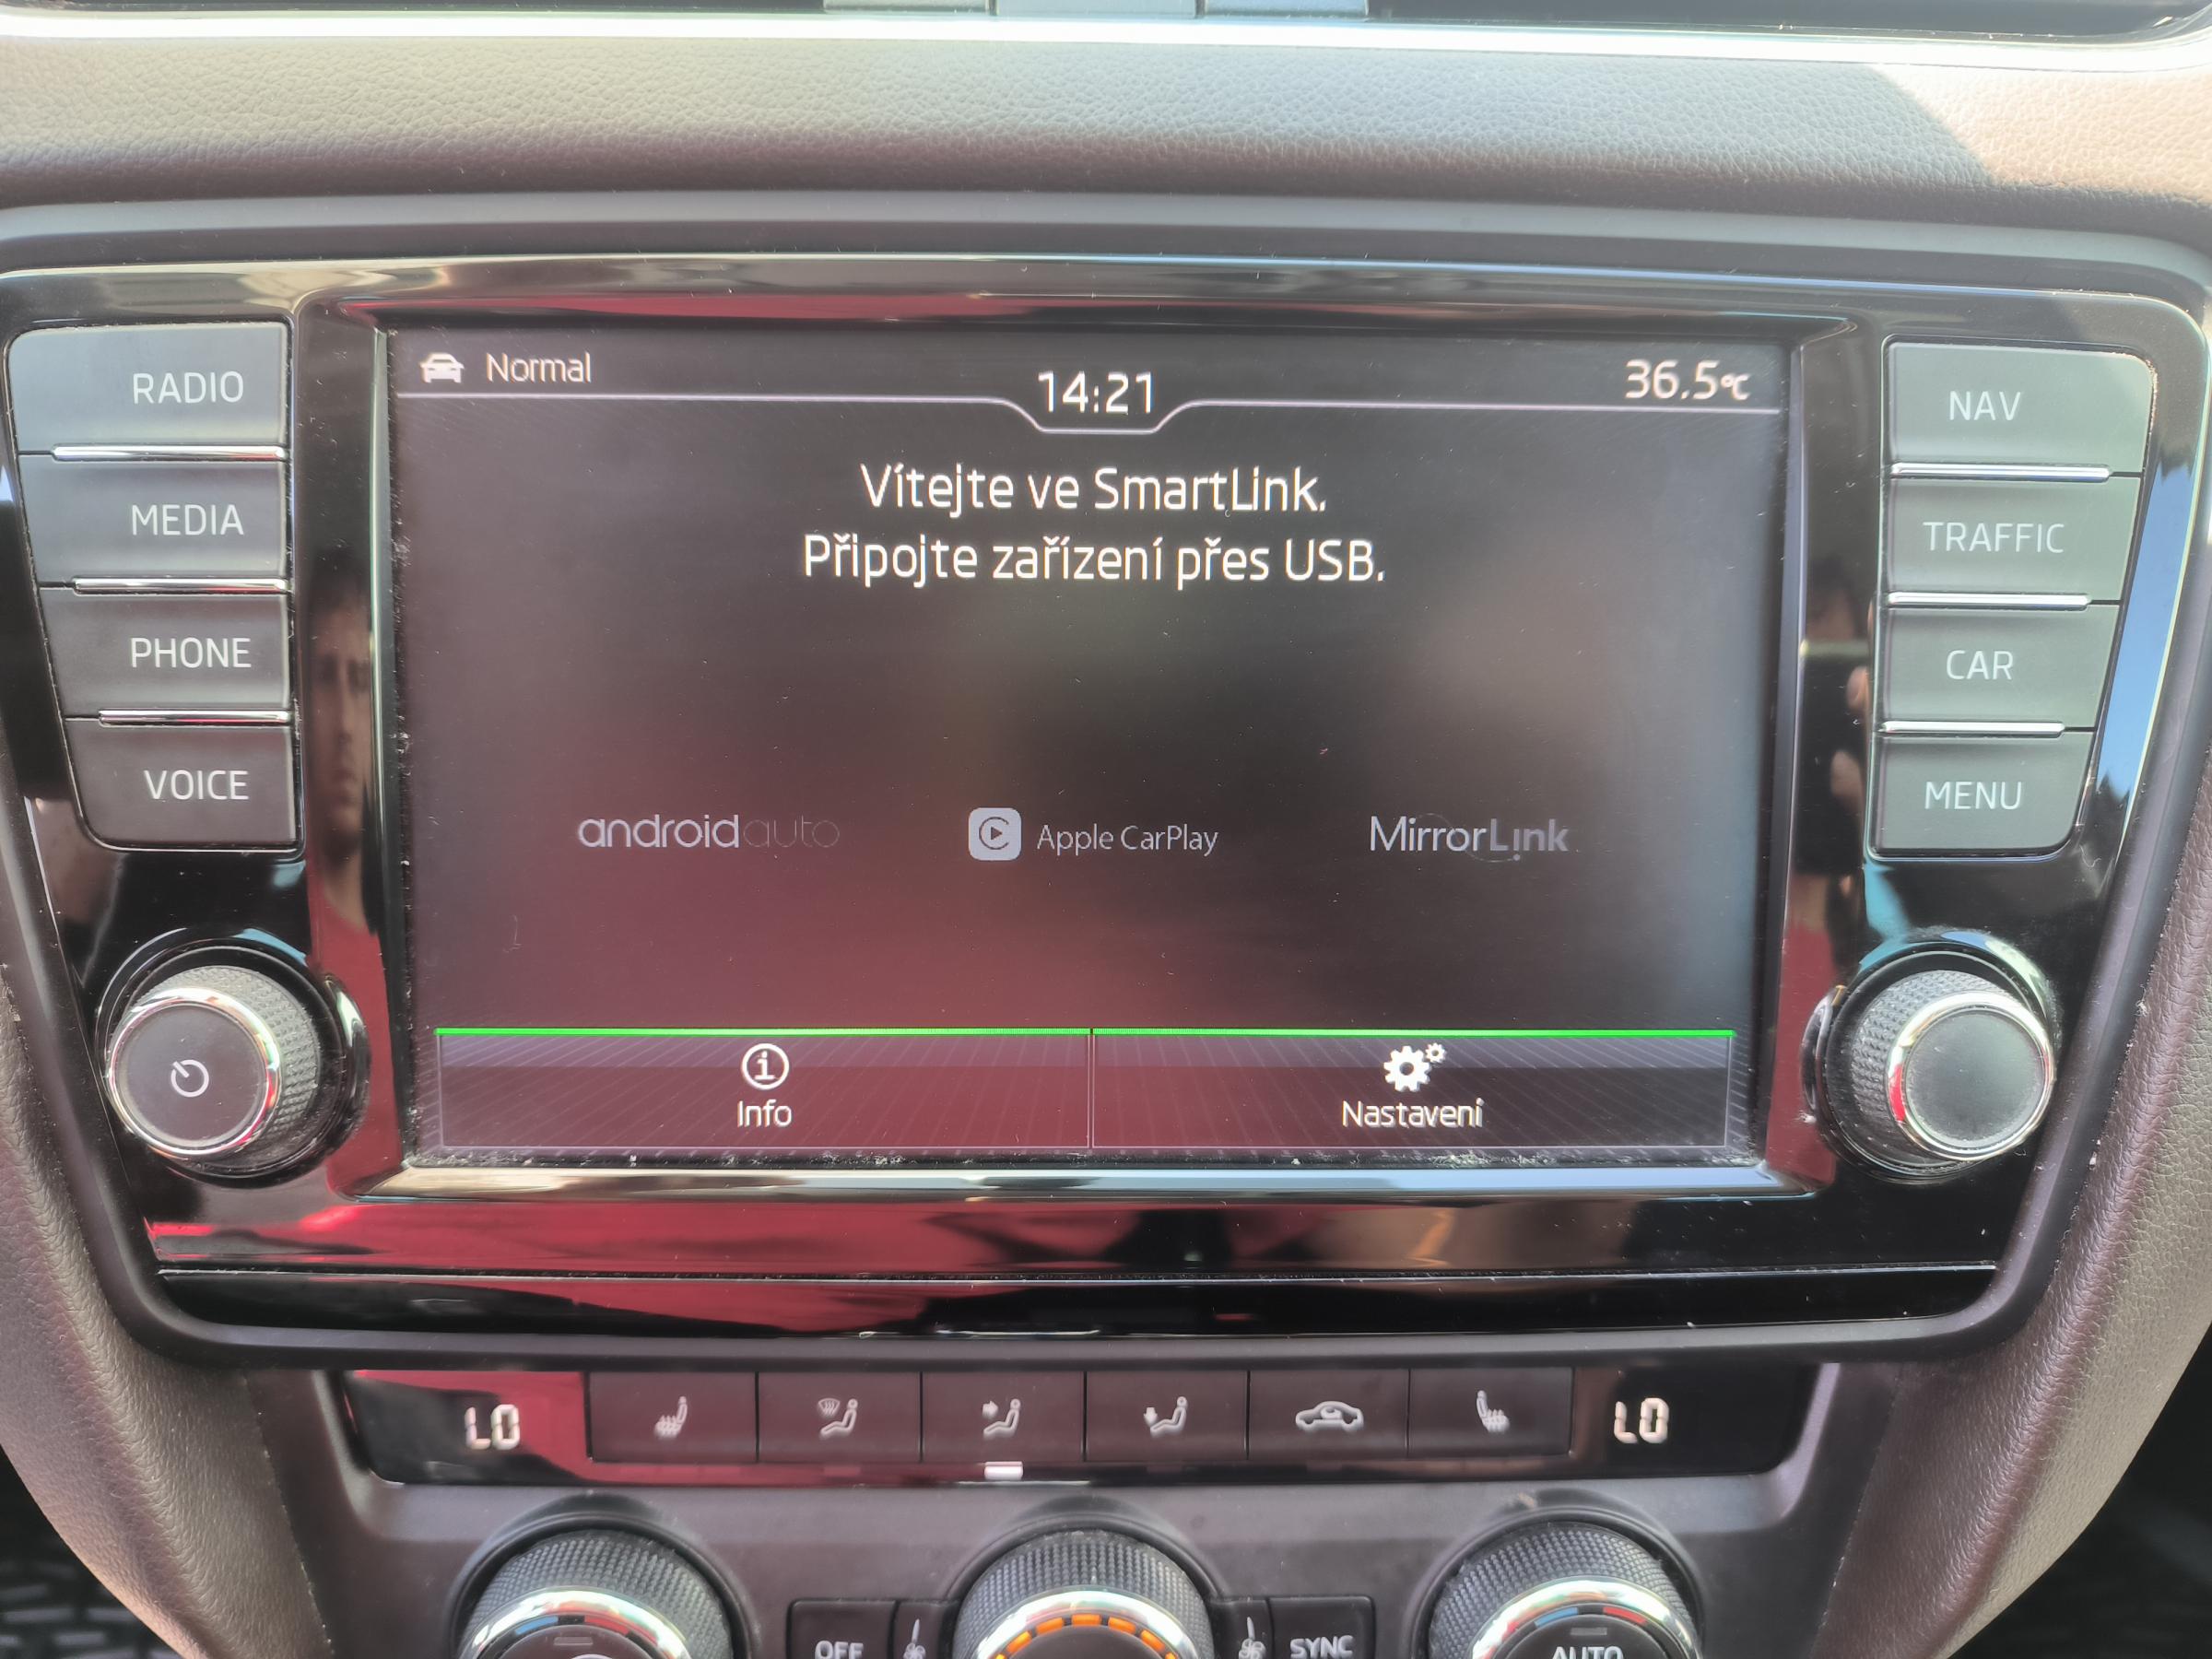 RADIO
MEDIA
PHONE
VOICE
Normal
14:21
36.5°C
Vítejte ve SmartLink.
Připojte zařízení přes USB.
androidauto
Apple CarPlay
MirrorLink
Info
Nastavení
NAV
TRAFFIC
CAR
MENU
LO
LO
OFF
SYNC
AUTO